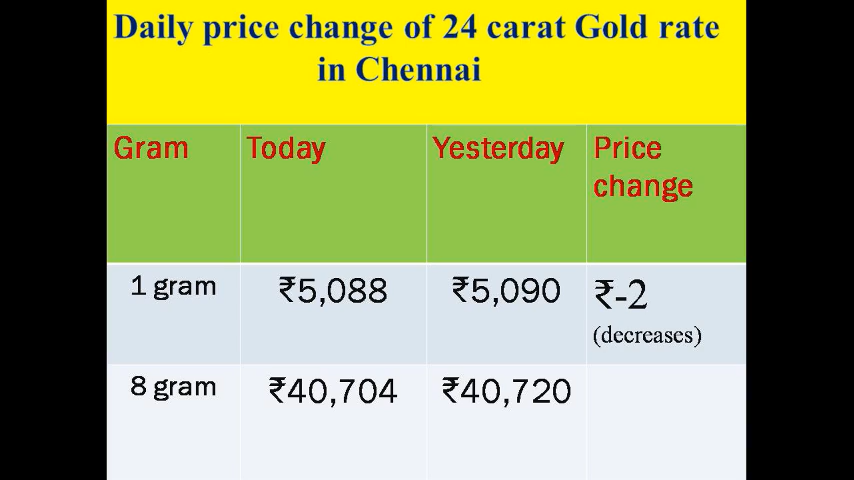 Daily price change of 24 carat Gold rate
in Chennai
Gram Today Yesterday Price
change
1 gram ₹5,088 ₹5,090 ₹-2
(decreases)
8 gram ₹40,704 ₹40,720